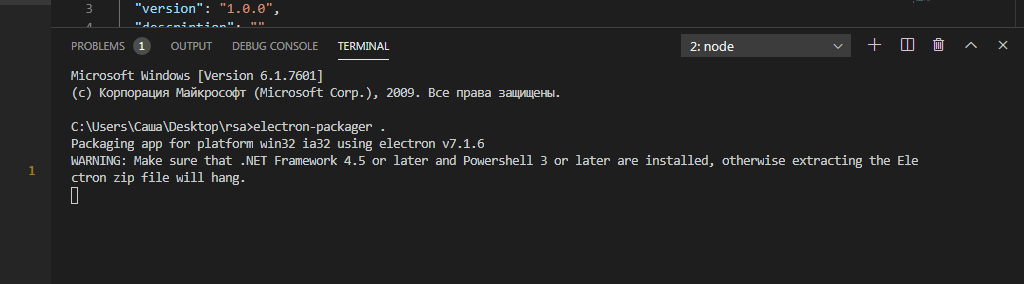 3 "version": "1.0.0",
4 "description": ""
PROBLEMS 1 OUTPUT DEBUG CONSOLE TERMINAL 2: node
Microsoft Windows [Version 6.1.7601]
(c) Корпорация Майкрософт (Microsoft Corp.), 2009. Все права защищены.
C:\Users\Саша\Desktop\rsa>electron-packager .
Packaging app for platform win32 ia32 using electron v7.1.6
WARNING: Make sure that .NET Framework 4.5 or later and Powershell 3 or later are installed, otherwise extracting the Ele
ctron zip file will hang.
1